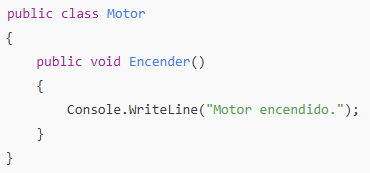 public class Motor
{
    public void Encender()
    {
        Console.WriteLine("Motor encendido.");
    }
}